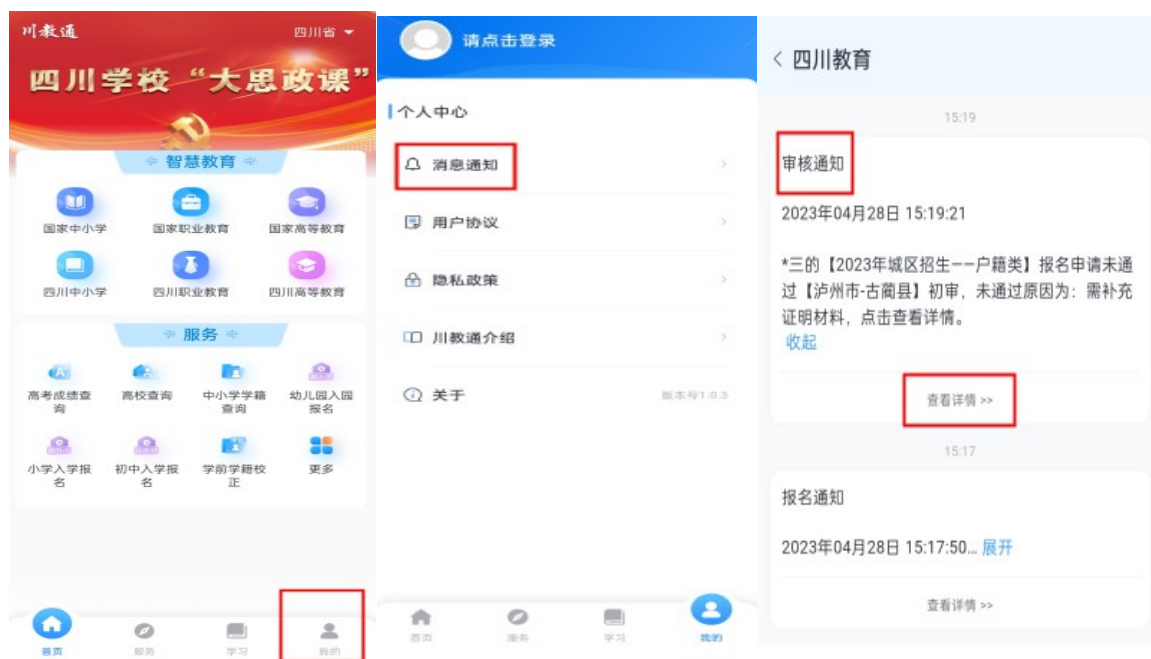 川教通
四川省
四川学校“大思政课”
智慧教育
国家中小学
国家职业教育
国家高等教育
四川中小学
四川职业教育
四川高等教育
服务
高考成绩查
询
高校查询
中小学学籍
查询
幼儿园入园
报名
小学入学报
名
初中入学报
名
学前学籍校
正
更多
首页
服务
学习
我的
请点击登录
个人中心
消息通知
用户协议
隐私政策
川教通介绍
关于
版本号1.0.3
首页
服务
学习
我的
四川教育
15:19
审核通知
2023年04月28日 15:19:21
*三的【2023年城区招生——户籍类】报名申请未通
过【泸州市-古蔺县】初审，未通过原因为：需补充
证明材料，点击查看详情。
收起
查看详情 >>
15:17
报名通知
2023年04月28日 15:17:50... 展开
查看详情 >>